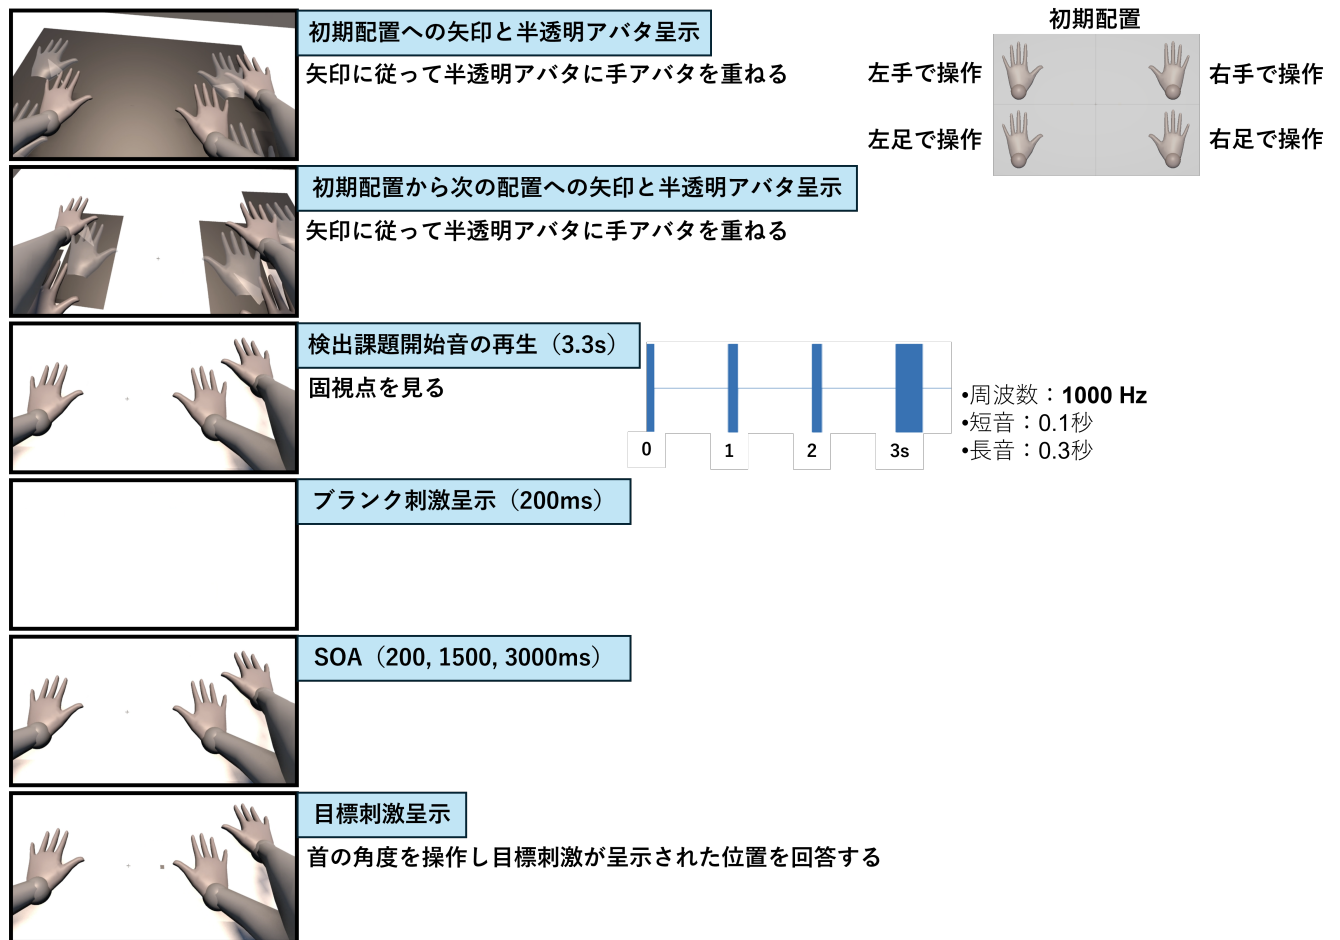 初期配置への矢印と半透明アバタ呈示
矢印に従って半透明アバタに手アバタを重ねる
初期配置
左手で操作
右手で操作
左足で操作
右足で操作
初期配置から次の配置への矢印と半透明アバタ呈示
矢印に従って半透明アバタに手アバタを重ねる
検出課題開始音の再生（3.3s）
固視点を見る
0
1
2
3s
•周波数：1000 Hz
•短音：0.1秒
•長音：0.3秒
ブランク刺激呈示（200ms）
SOA（200, 1500, 3000ms）
目標刺激呈示
首の角度を操作し目標刺激が呈示された位置を回答する